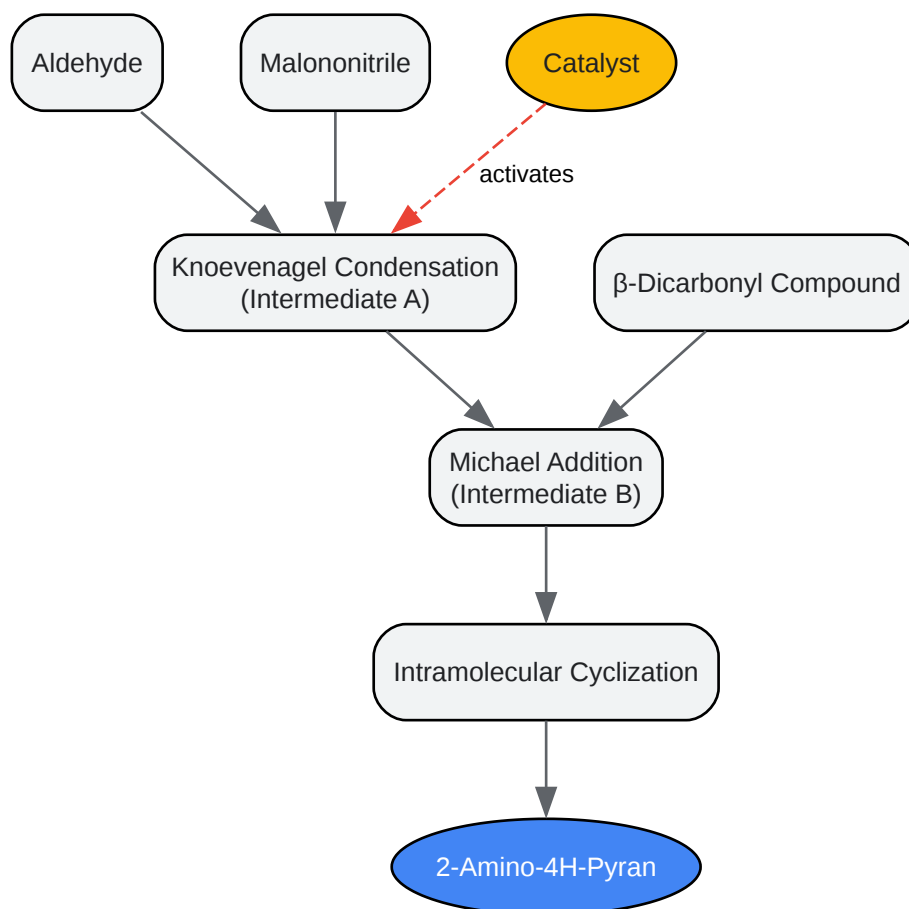 Aldehyde
Malononitrile
Catalyst
activates
Knoevenagel Condensation
(Intermediate A)
β-Dicarbonyl Compound
Michael Addition
(Intermediate B)
Intramolecular Cyclization
2-Amino-4H-Pyran